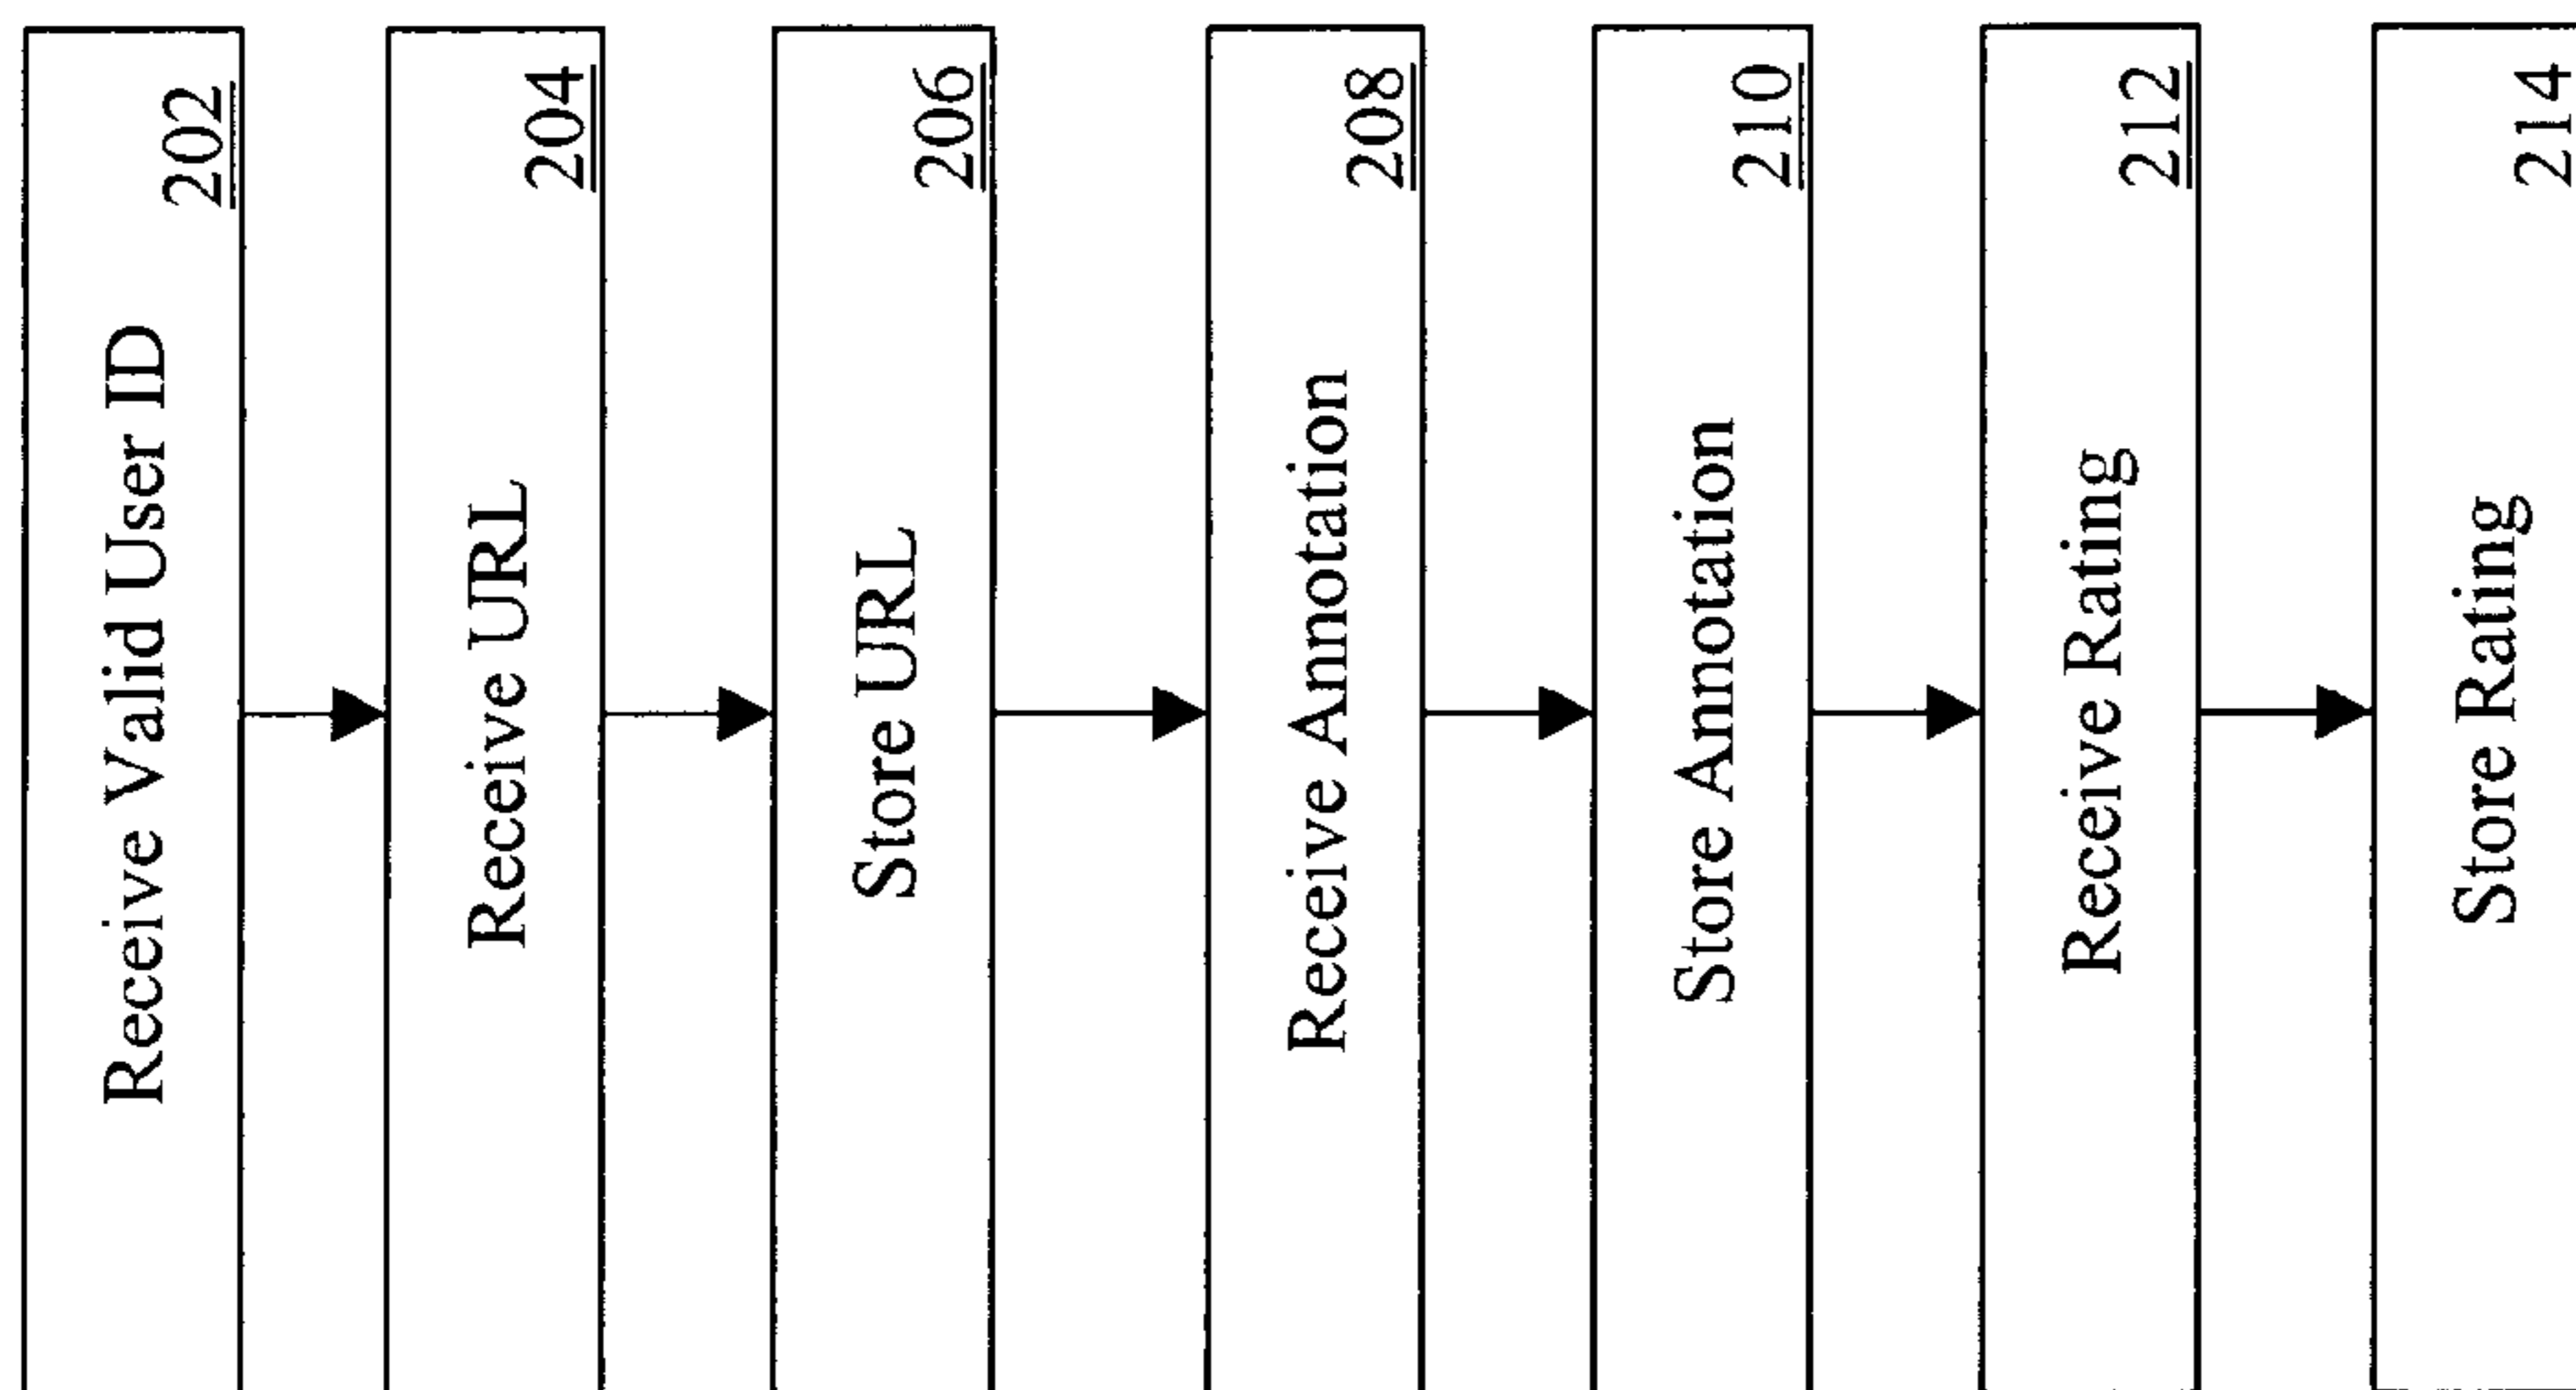 Receive Valid User ID
202
Receive URL
204
Store URL
206
Receive Annotation
208
Store Annotation
210
Receive Rating
212
Store Rating
214